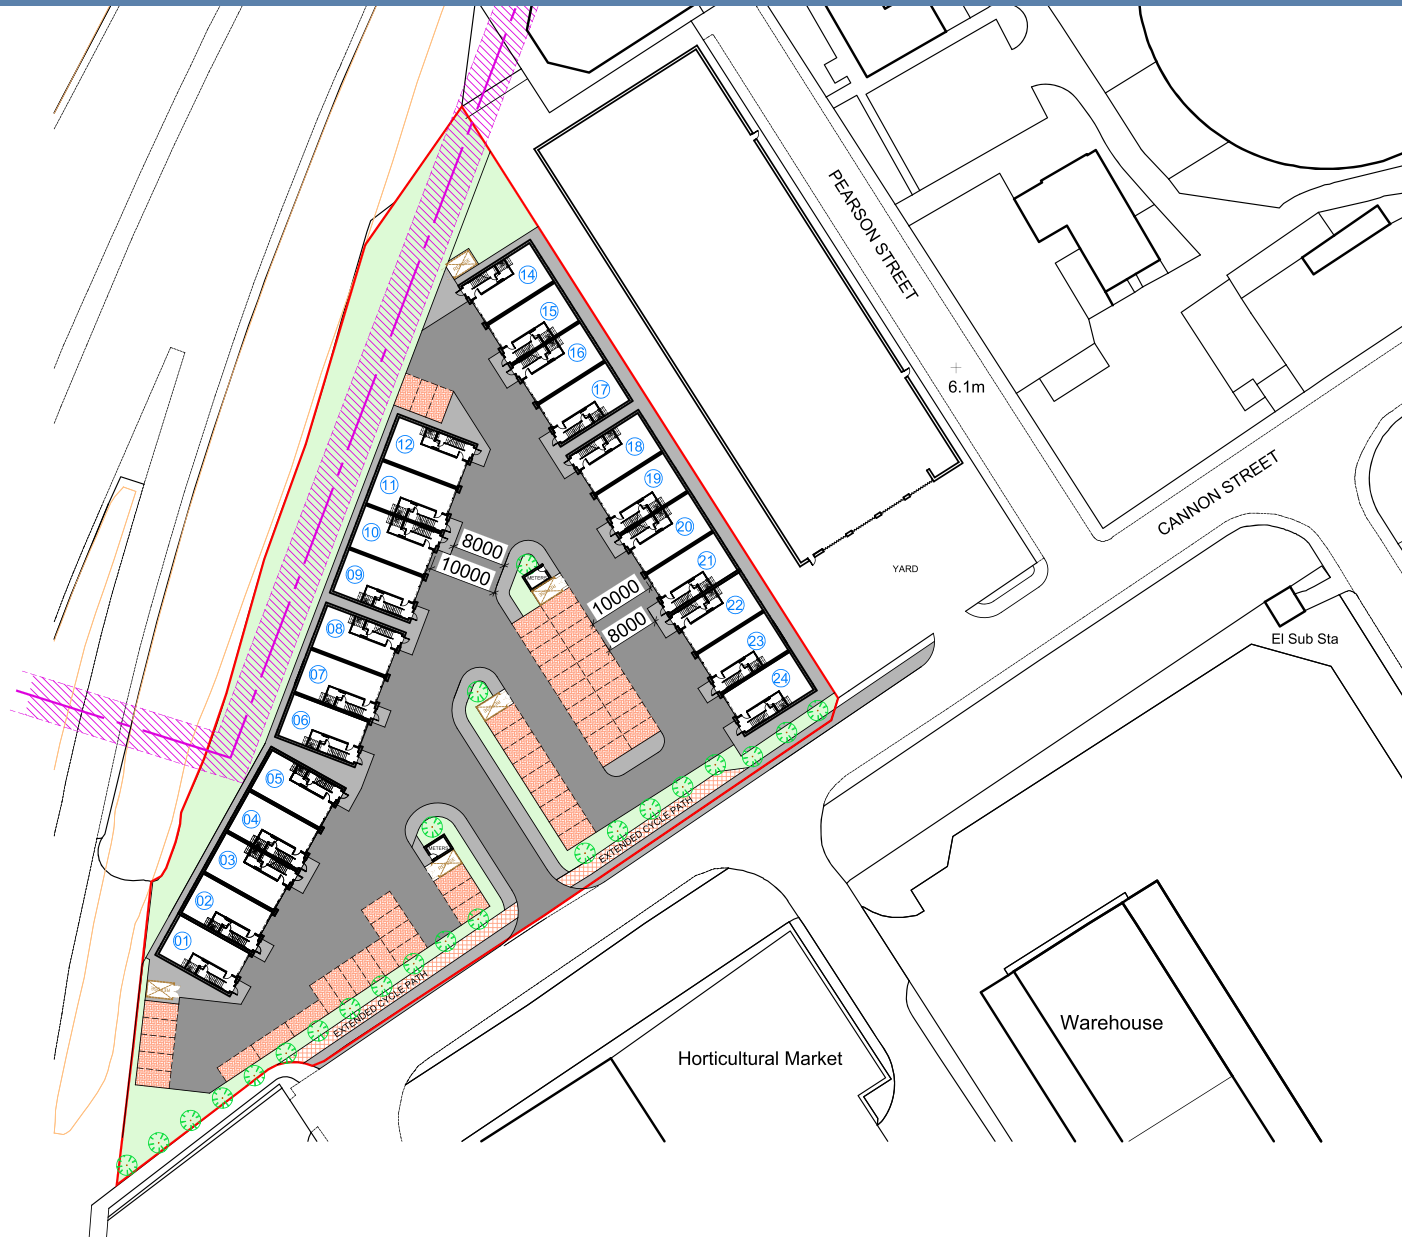 PEARSON STREET
14
15
16
17
6.1m
12
18
11
19
CANNON STREET
10
20
8000
10000
21
YARD
09
METERS
10000
22
08
8000
23
El Sub Sta
07
24
06
05
04
EXTENDED CYCLE PATH
03
METERS
02
01
EXTENDED CYCLE PATH
Warehouse
Horticultural Market